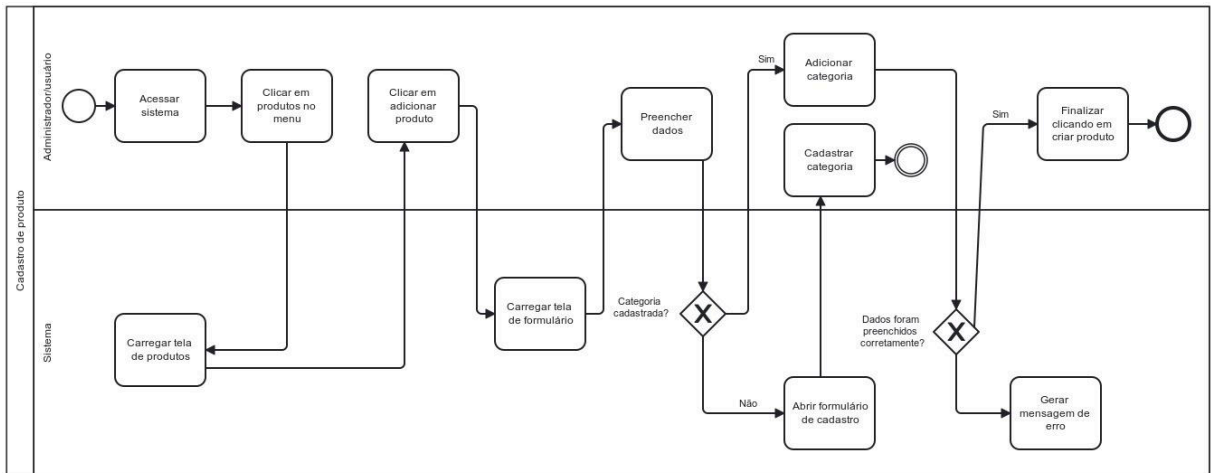 Cadastro de produto
Administrador/usuário
Acessar
sistema
Clicar em
produtos no
menu
Clicar em
adicionar
produto
Preencher
dados
Sim
Adicionar
categoria
Cadastrar
categoria
Sim
Finalizar
clicando em
criar produto
Sistema
Carregar tela
de produtos
Carregar tela
de formulário
Categoria
cadastrada?
Não
Abrir formulário
de cadastro
Dados foram
preenchidos
corretamente?
Gerar
mensagem de
erro